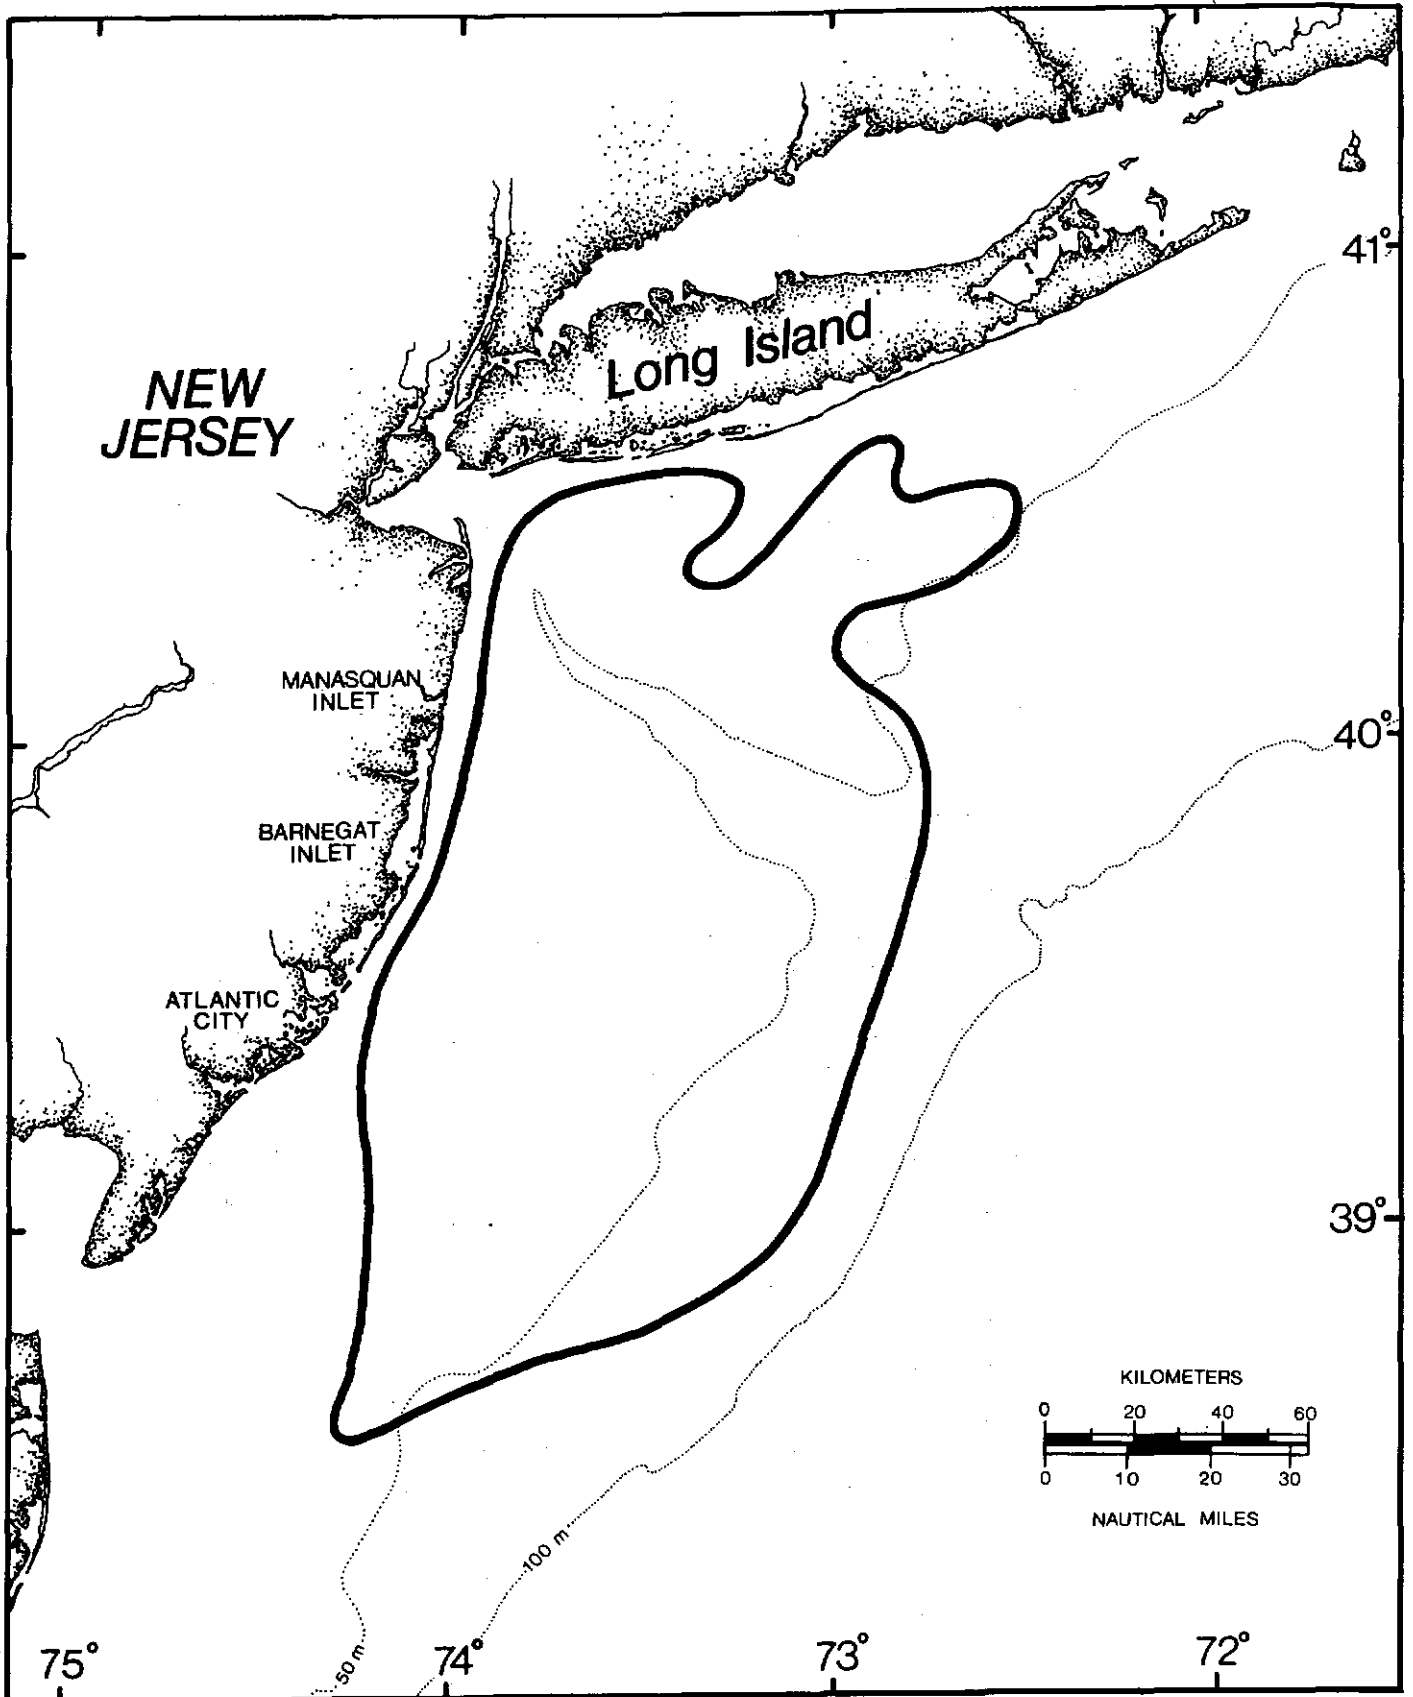 41°
Long Island
NEW
JERSEY
MANASQUAN
INLET
40°
BARNEGAT
INLET
ATLANTIC
CITY
39°
KILOMETERS
0 20 40 60
0 10 20 30
NAUTICAL MILES
100 m
50 m
75° 74° 73° 72°